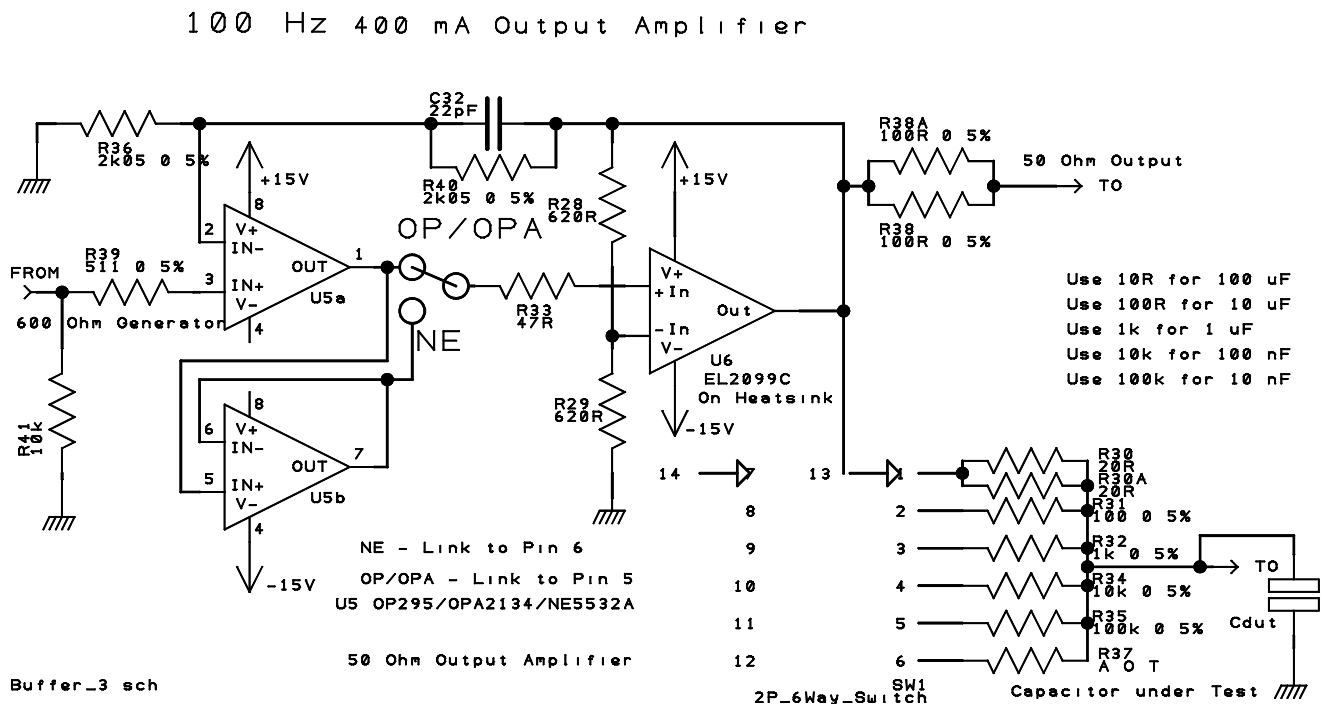 100 Hz 400 mA Output Amplifier
C32
22pF
R36
2k05 0 5%
R40
2k05 0 5%
R38A
100R 0 5%
50 Ohm Output
TO
R38
100R 0 5%
+15V
+15V
R28
620R
OP/OPA
8
V+
2
IN-
R39
511 0 5%
3
IN+
V-
OUT
1
U5a
4
FROM
600 Ohm Generator
R33
47R
V+
+In
-In
V-
Out
U6
EL2099C
On Heatsink
NE
Use 10R for 100 uF
Use 100R for 10 uF
Use 1k for 1 uF
Use 10k for 100 nF
Use 100k for 10 nF
R41
10k
8
V+
6
IN-
5
IN+
V-
OUT
7
U5b
4
R29
620R
-15V
-15V
14
7
8
9
10
11
12
13
1
2
3
4
5
6
R30
20R
R30A
20R
R31
100 0 5%
R32
1k 0 5%
R34
10k 0 5%
R35
100k 0 5%
R37
A O T
TO
Cdut
NE - Link to Pin 6
OP/OPA - Link to Pin 5
U5 OP295/OPA2134/NE5532A
50 Ohm Output Amplifier
Buffer_3 sch
SW1
2P_6Way_Switch
Capacitor under Test